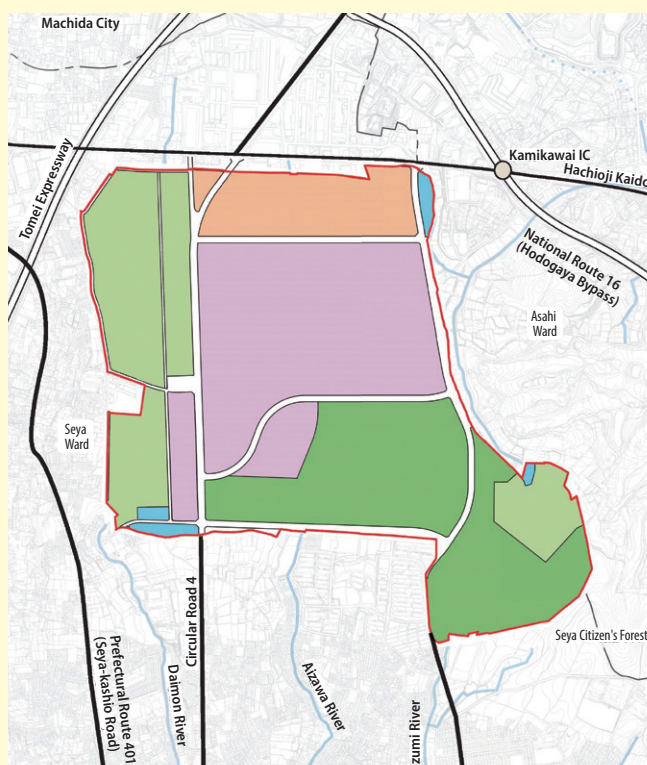 Machida City
Tomei Expressway
Kamikawai IC
Hachioji Kaido
National Route 16
(Hodogaya Bypass)
Asahi
Ward
Seya
Ward
Seya Citizen's Forest
Prefectural Route 401
(Seya-kashio Road)
Daimon River
Circular Road 4
Aizawa River
zumi River